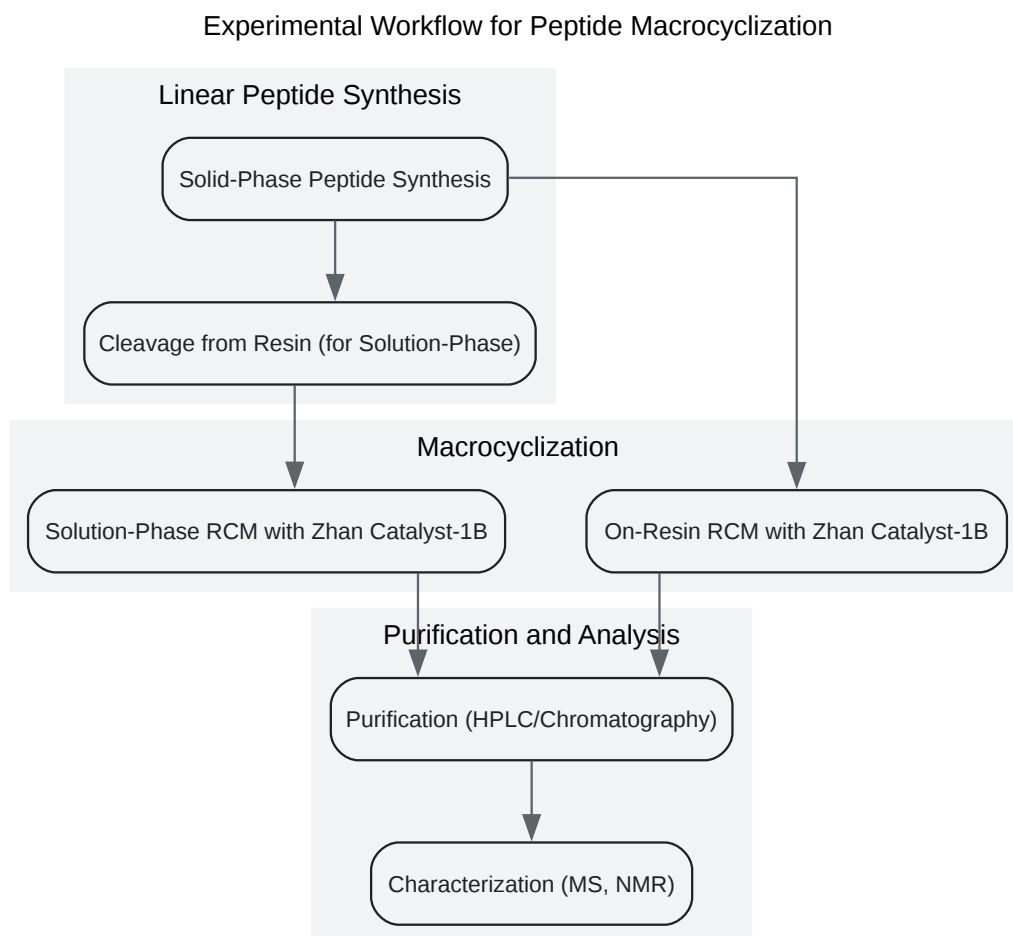 Experimental Workflow for Peptide Macrocyclization
Linear Peptide Synthesis
Solid-Phase Peptide Synthesis
Cleavage from Resin (for Solution-Phase)
Macrocyclization
Solution-Phase RCM with Zhan Catalyst-1B
On-Resin RCM with Zhan Catalyst-1B
Purification and Analysis
Purification (HPLC/Chromatography)
Characterization (MS, NMR)